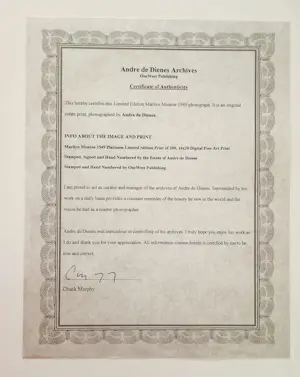 Andre de Dienes Archives
OneWest Publishing
Certificate of Authenticity
This hereby certifies this Limited Edition Marilyn Monroe 1949 photograph. It is an original
estate print, photographed by Andre de Dienes.
INFO ABOUT THE IMAGE AND PRINT
Marilyn Monroe 1949 Platinum Limited Edition Print of 100, 16x20 Digital Fine Art Print
Stamped, Signed and Hand Numbered by the Estate of Andre de Dienes
Stamped and Hand Numbered by OneWest Publishing
I am proud to act as curator and manager of the archives of Andre de Dienes. Surrounded by his
work on a daily basis provides a constant reminder of the beauty he saw in the world and the
vision he had as a master photographer.
Andre de Dienes was meticulous in controlling of his archives. I truly hope you enjoy his work as
I do and thank you for your appreciation. All information contain herein is certified by me to be
true and correct.
Chuck Murphy